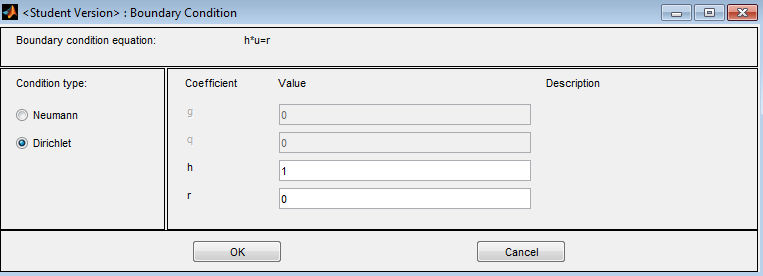 <Student Version> : Boundary Condition
Boundary condition equation: h*u=r
Condition type: Coefficient Value Description
Neumann g 0
Dirichlet q 0
h 1
r 0
OK Cancel